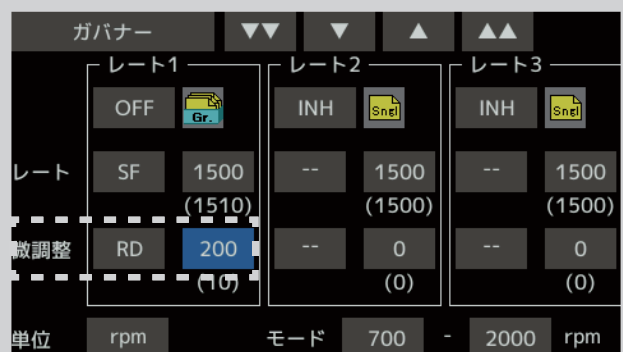 ガバナー ▼▼ ▼ ▲ ▲▲
レート1 レート2 レート3
OFF Gr. INH Sngl INH Sngl
レート SF 1500 -- 1500 -- 1500
(1510) (1500) (1500)
微調整 RD 200 -- 0 -- 0
(10) (0) (0)
単位 rpm モード 700 - 2000 rpm